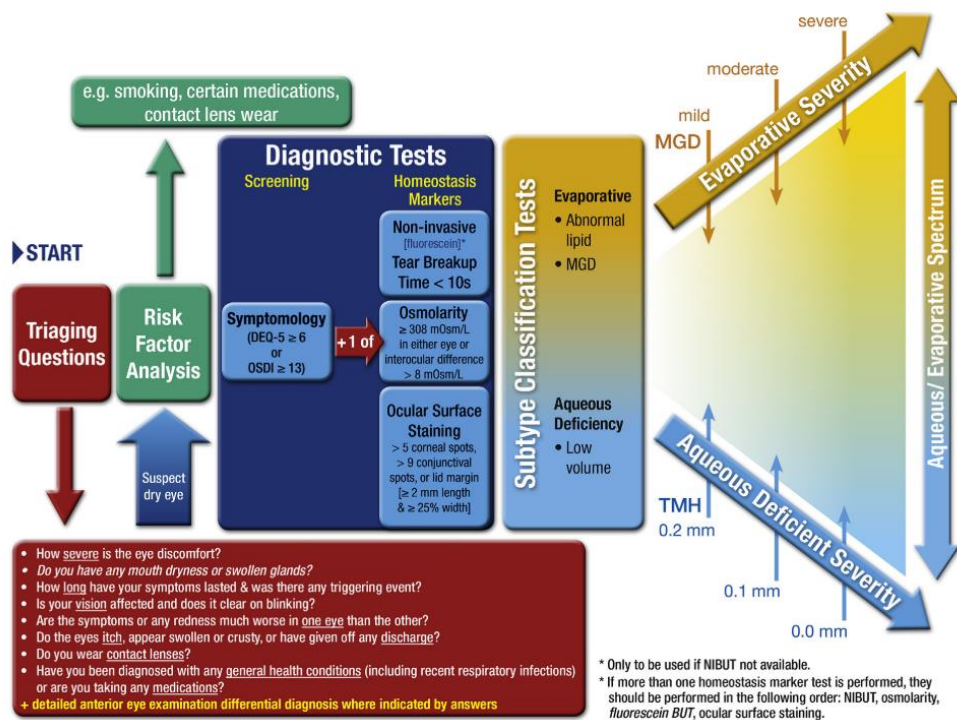 e.g. smoking, certain medications,
contact lens wear
START
Triaging
Questions
Risk
Factor
Analysis
Suspect
dry eye
Diagnostic Tests
Screening
Homeostasis
Markers
Symptomology
(DEQ-5 ≥ 6
or
OSDI ≥ 13)
+1 of
Non-invasive
[fluorescein]*
Tear Breakup
Time < 10s
Osmolarity
≥ 308 mOsm/L
in either eye or
interocular difference
> 8 mOsm/L
Ocular Surface
Staining
> 5 corneal spots,
> 9 conjunctival
spots, or lid margin
[≥ 2 mm length
& ≥ 25% width]
Subtype Classification Tests
Evaporative
• Abnormal
lipid
• MGD
Aqueous
Deficiency
• Low
volume
severe
moderate
mild
MGD
Evaporative Severity
Aqueous/ Evaporative Spectrum
Aqueous Deficient Severity
TMH
0.2 mm
0.1 mm
0.0 mm
• How severe is the eye discomfort?
• Do you have any mouth dryness or swollen glands?
• How long have your symptoms lasted & was there any triggering event?
• Is your vision affected and does it clear on blinking?
• Are the symptoms or any redness much worse in one eye than the other?
• Do the eyes itch, appear swollen or crusty, or have given off any discharge?
• Do you wear contact lenses?
• Have you been diagnosed with any general health conditions (including recent respiratory infections)
or are you taking any medications?
+ detailed anterior eye examination differential diagnosis where indicated by answers
* Only to be used if NIBUT not available.
* If more than one homeostasis marker test is performed, they
should be performed in the following order: NIBUT, osmolarity,
fluorescein BUT, ocular surface staining.